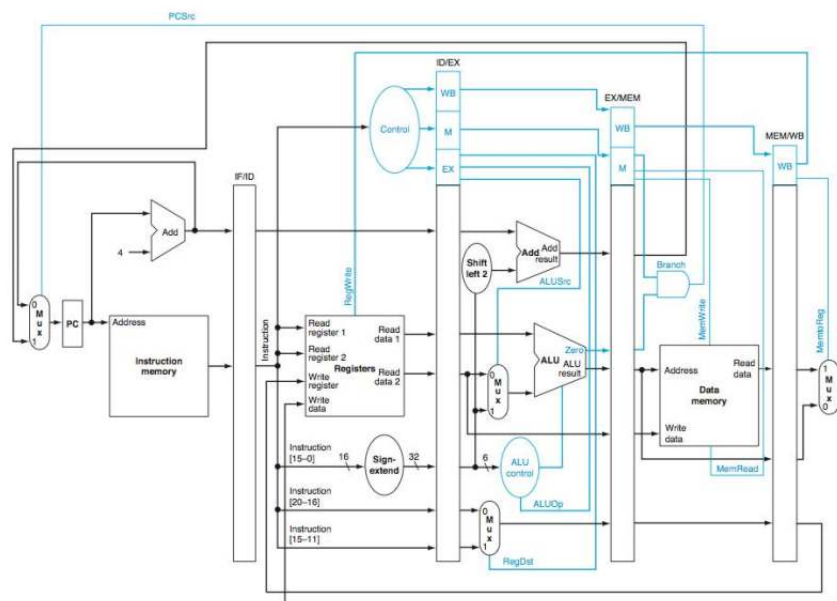 PCSrc
ID/EX
WB
EX/MEM
Control
M
WB
MEM/WB
EX
M
WB
IF/ID
Add
4
Add
Add
result
Shift
left 2
Branch
RegWrite
ALUSrc
MemWrite
MemtoReg
0
M
u
x
1
PC
Address
Instruction
memory
Instruction
Read
register 1
Read
register 2
Write
register
Write
data
Registers
Read
data 1
Read
data 2
0
M
u
x
1
Zero
ALU
ALU
result
Address
Write
data
Data
memory
Read
data
1
M
u
x
0
Instruction
[15–0]
16
Sign-
extend
32
6
ALU
control
MemRead
Instruction
[20–16]
Instruction
[15–11]
ALUOp
0
M
u
x
1
RegDst